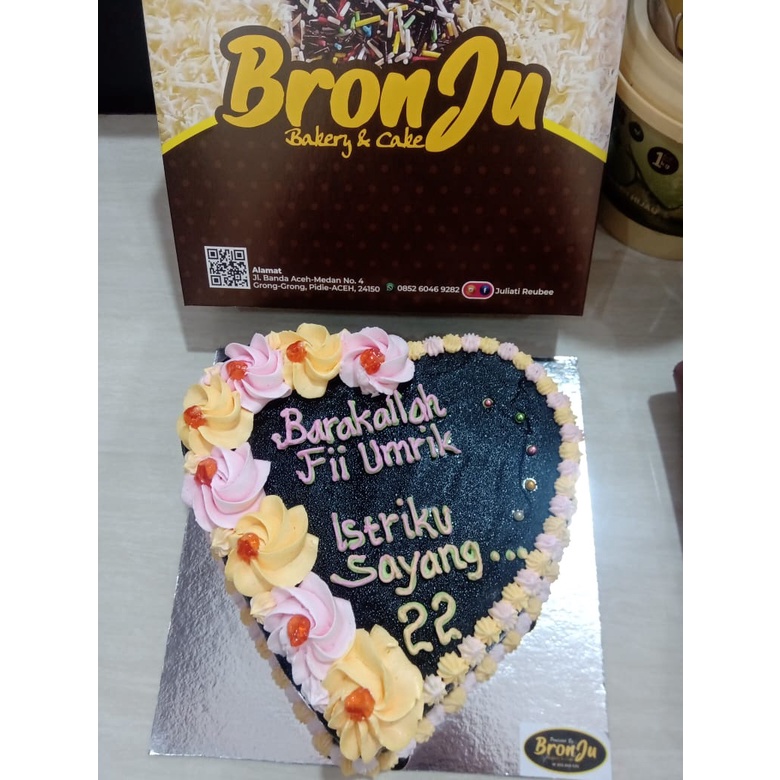 BronJu
Bakery & Cake
Alamat
Jl. Banda Aceh-Medan No. 4
Grong-Grong, Pidie-ACEH, 24150
0852 6046 9282
Juliati Reubee
1
Barakallah
Fii Umrik
Istriku
Sayang...
22
BronJu